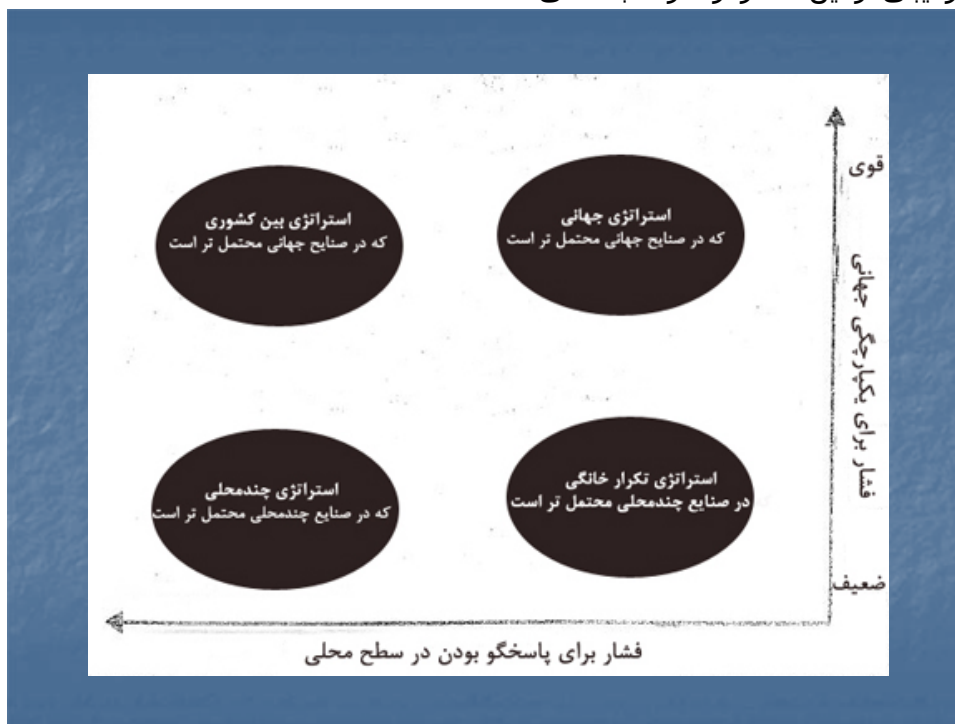 قوی
استراتژی جهانی
که در صنایع جهانی محتمل تر است
استراتژی بین کشوری
که در صنایع جهانی محتمل تر است
فشار برای یکپارچگی جهانی
استراتژی تکرار خانگی
در صنایع چندمحلی محتمل تر است
استراتژی چندمحلی
که در صنایع چندمحلی محتمل تر است
ضعیف
فشار برای پاسخگو بودن در سطح محلی